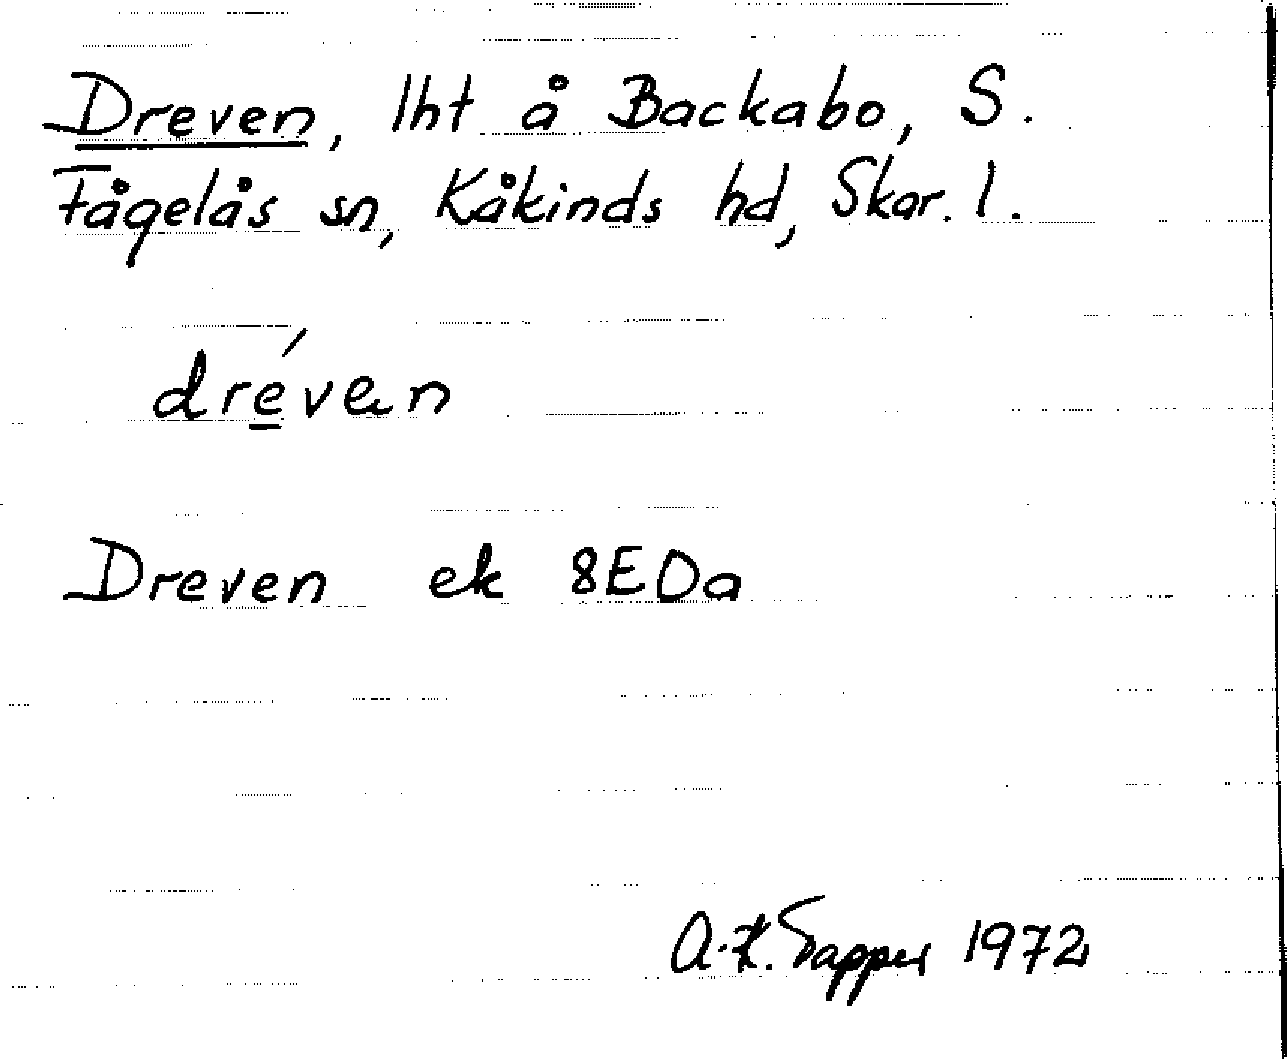 Dreven, lht å Backabo, S.
Fågelås sn, Kåkinds hd, Skar. l.
dréven
Dreven ek 8EDa
A.-K. 1972